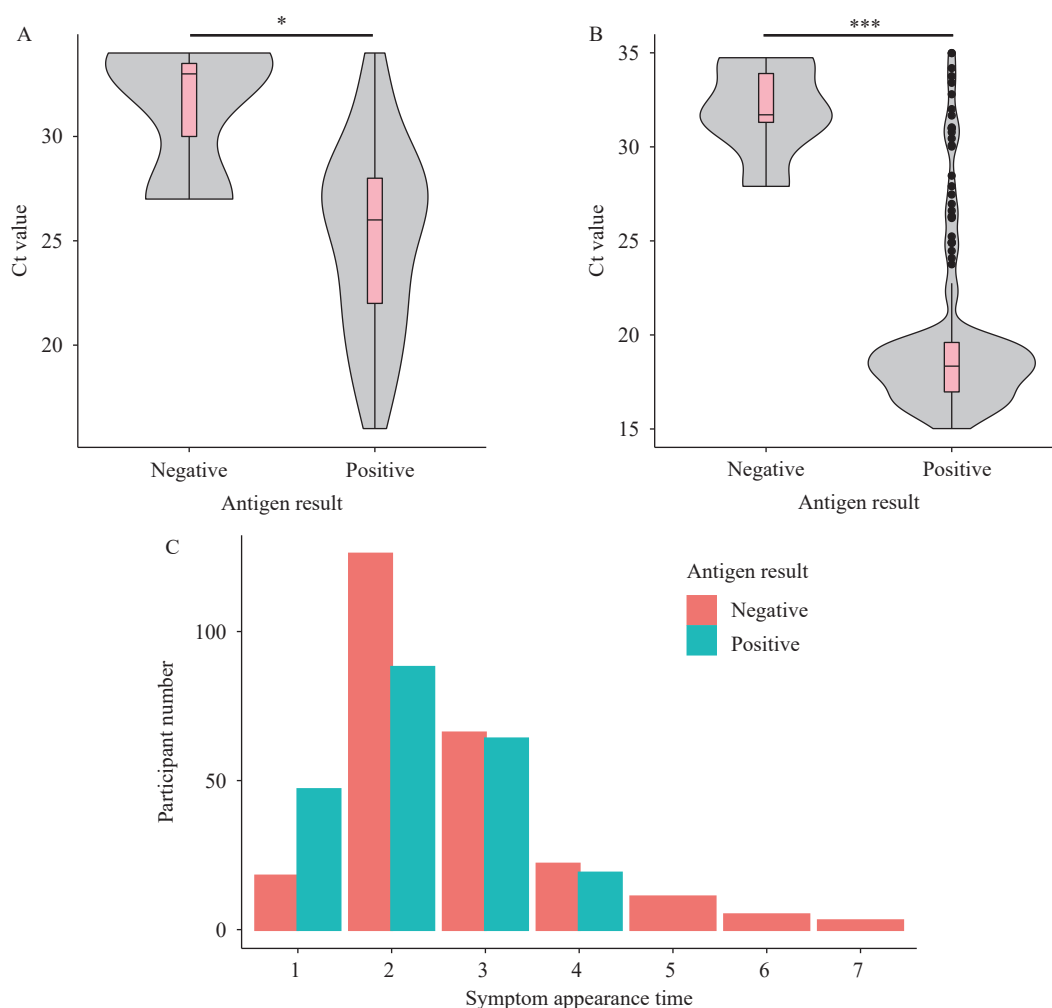 A
*
Ct value
30
25
20
Negative
Positive
Antigen result
B
***
Ct value
35
30
25
20
15
Negative
Positive
Antigen result
C
Participant number
100
50
0
1 2 3 4 5 6 7
Symptom appearance time
Antigen result
Negative
Positive